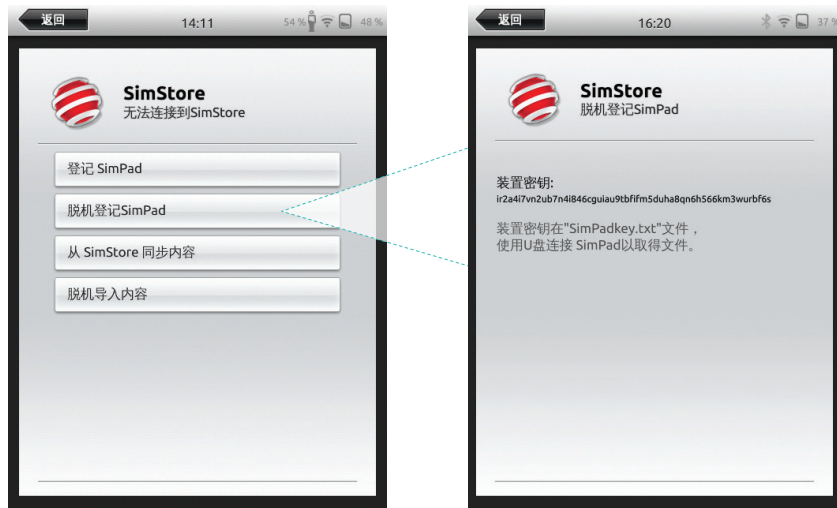 返回
14:11
54 %
48 %
SimStore
无法连接到SimStore
登记 SimPad
脱机登记SimPad
从 SimStore 同步内容
脱机导入内容
返回
16:20
37 %
SimStore
脱机登记SimPad
装置密钥:
ir2a4i7vn2ub7n4i846cguiau9tbfifm5duha8qn6h566km3wurbf6s
装置密钥在"SimPadkey.txt"文件，
使用U盘连接 SimPad以取得文件。